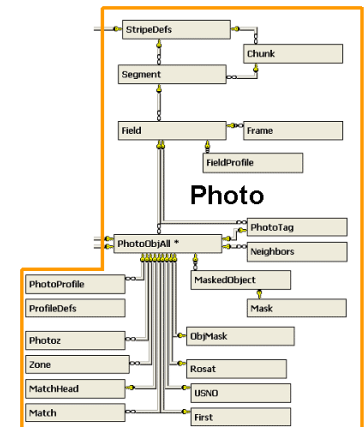 StripeDefs
Chunk
Segment
Field
Frame
FieldProfile
Photo
PhotoTag
PhotoObjAll *
Neighbors
MaskedObject
PhotoProfile
Mask
ProfileDefs
Photoz
ObjMask
Zone
Rosat
MatchHead
USNO
Match
First